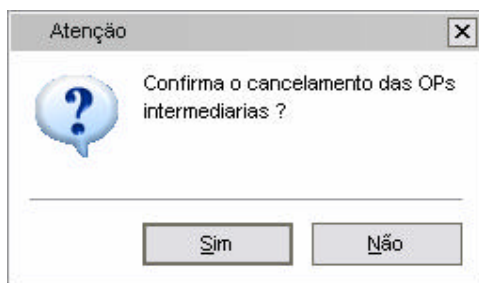 Atenção
Confirma o cancelamento das OPs
intermediarias ?
Sim
Não